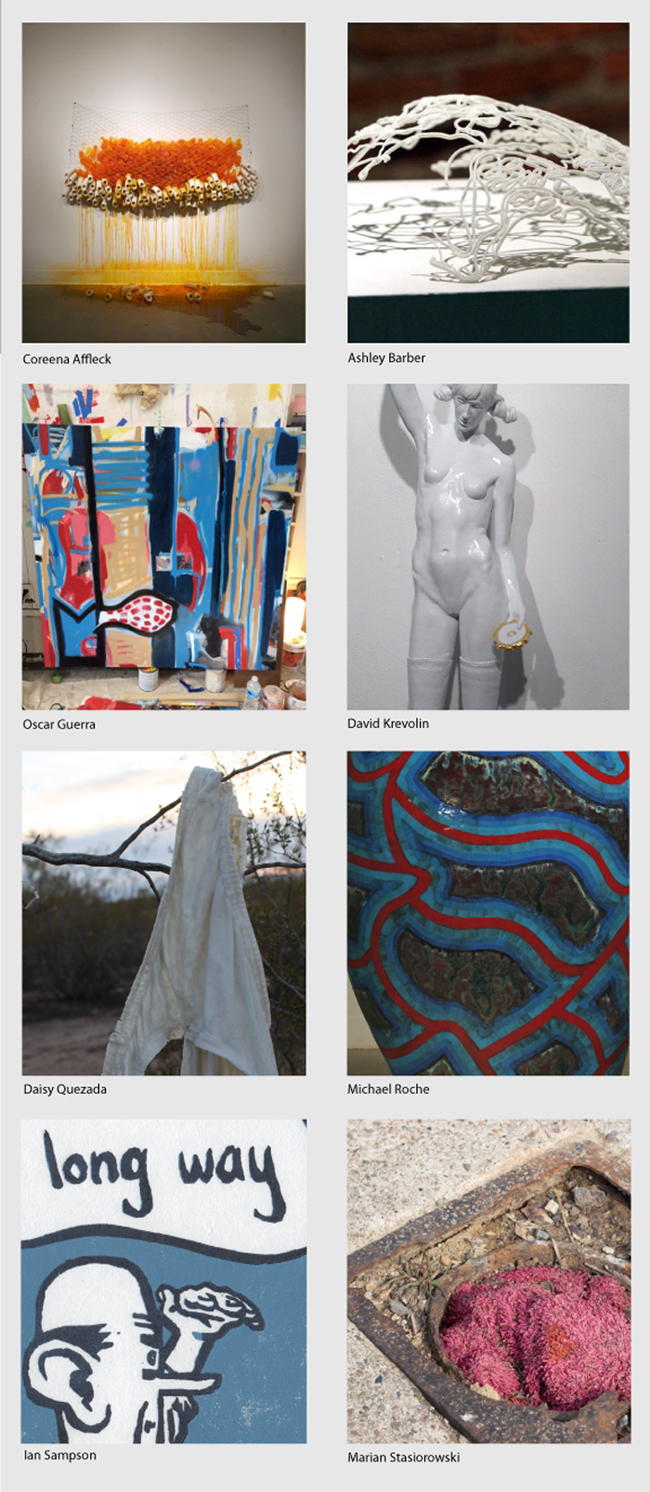 Coreena Affleck
Ashley Barber
Oscar Guerra
David Krevolin
Daisy Quezada
Michael Roche
long way
Ian Sampson
Marian Stasiorowski